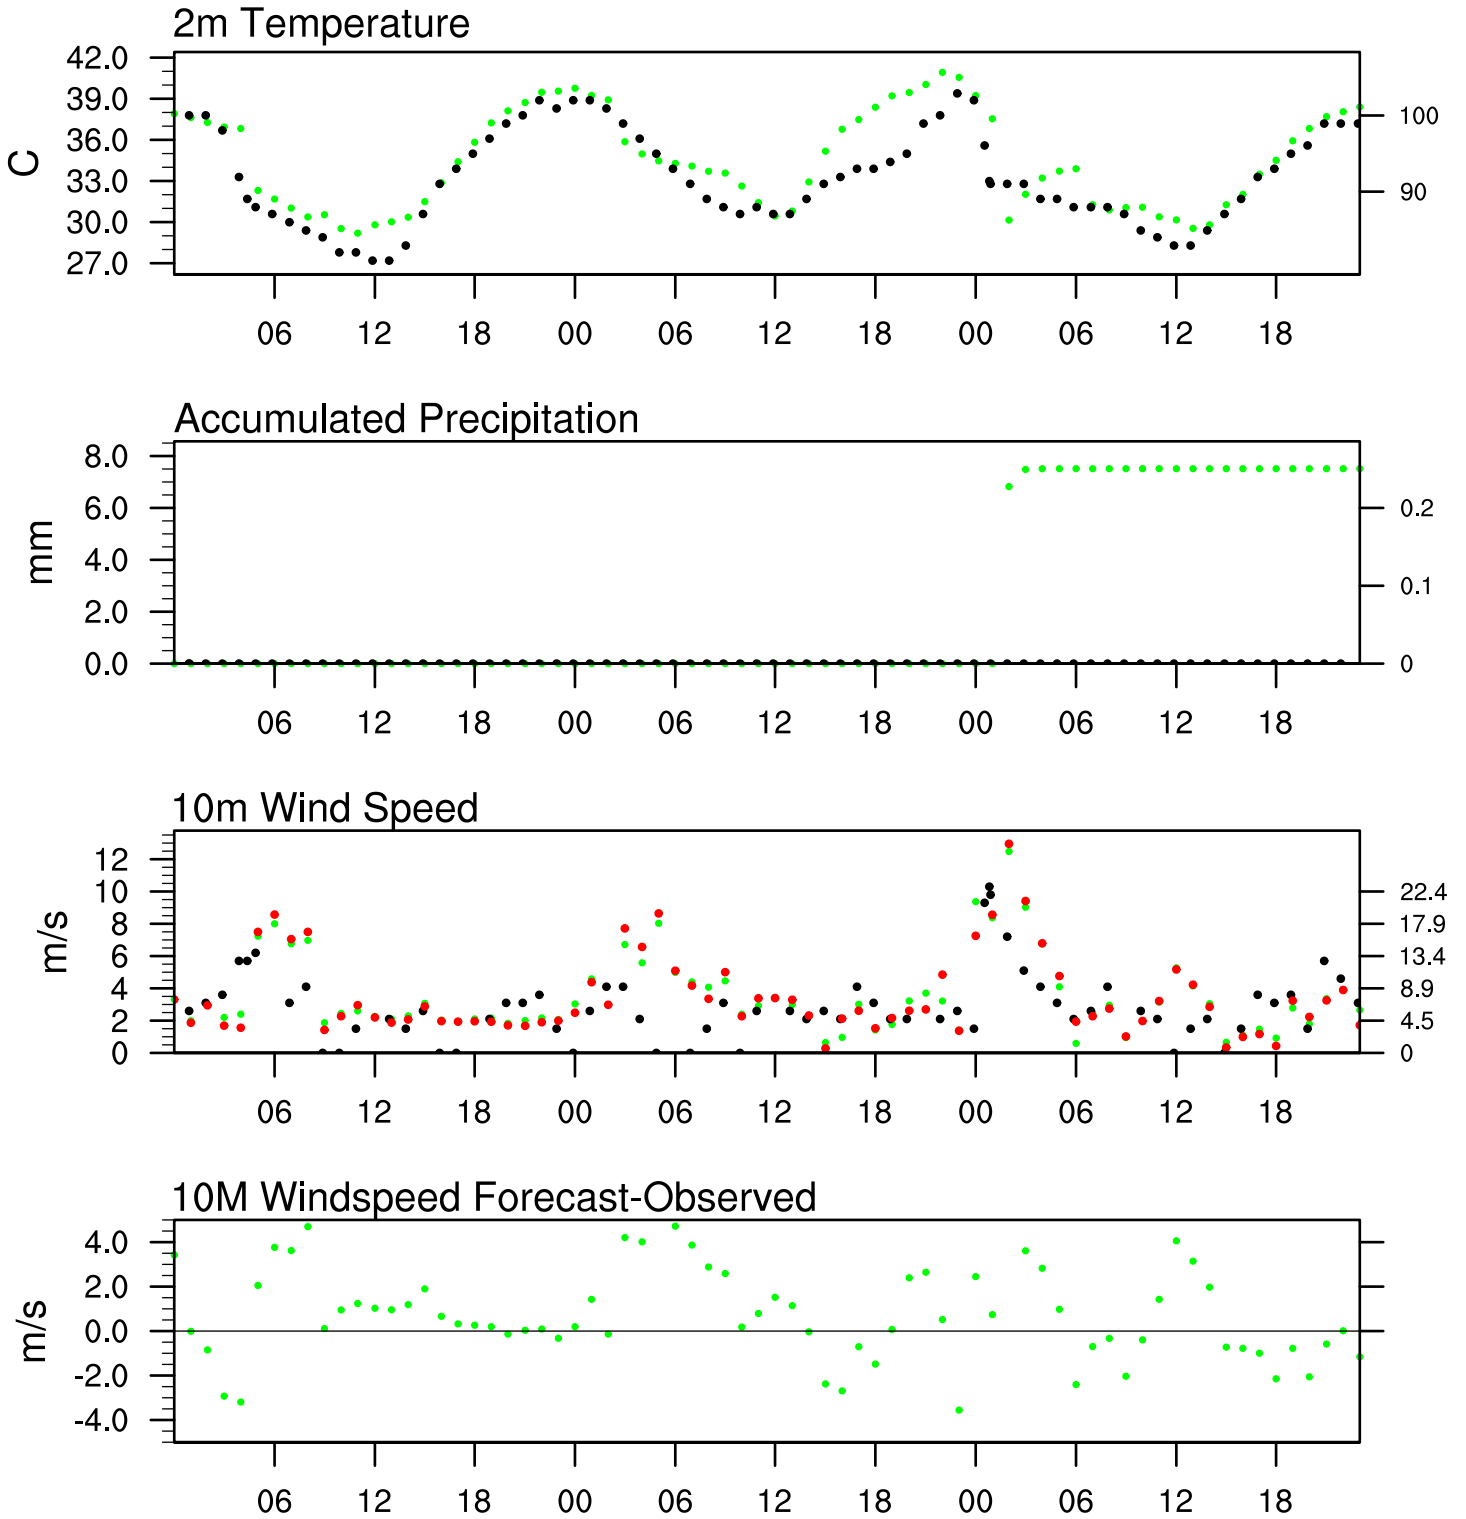 2m Temperature
C
42.0
39.0
36.0
33.0
30.0
27.0
100
90
06 12 18 00 06 12 18 00 06 12 18
Accumulated Precipitation
mm
8.0
6.0
4.0
2.0
0.0
0.2
0.1
0
06 12 18 00 06 12 18 00 06 12 18
10m Wind Speed
m/s
12
10
8
6
4
2
0
22.4
17.9
13.4
8.9
4.5
0
06 12 18 00 06 12 18 00 06 12 18
10M Windspeed Forecast-Observed
m/s
4.0
2.0
0.0
-2.0
-4.0
06 12 18 00 06 12 18 00 06 12 18